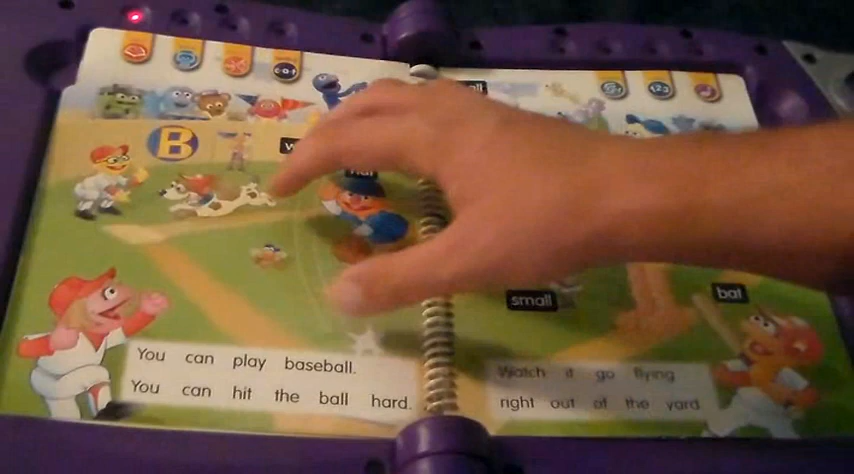 c-a-t
123
B
small
bat
You can play baseball.
You can hit the ball hard.
Watch it go flying
right out of the yard.